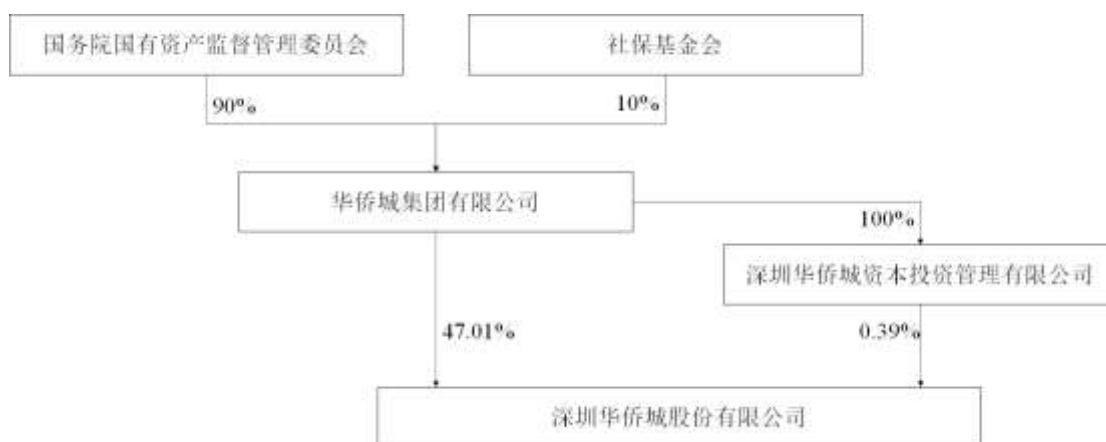 国务院国有资产监督管理委员会
社保基金会
90%
10%
华侨城集团有限公司
100%
深圳华侨城资本投资管理有限公司
47.01%
0.39%
深圳华侨城股份有限公司